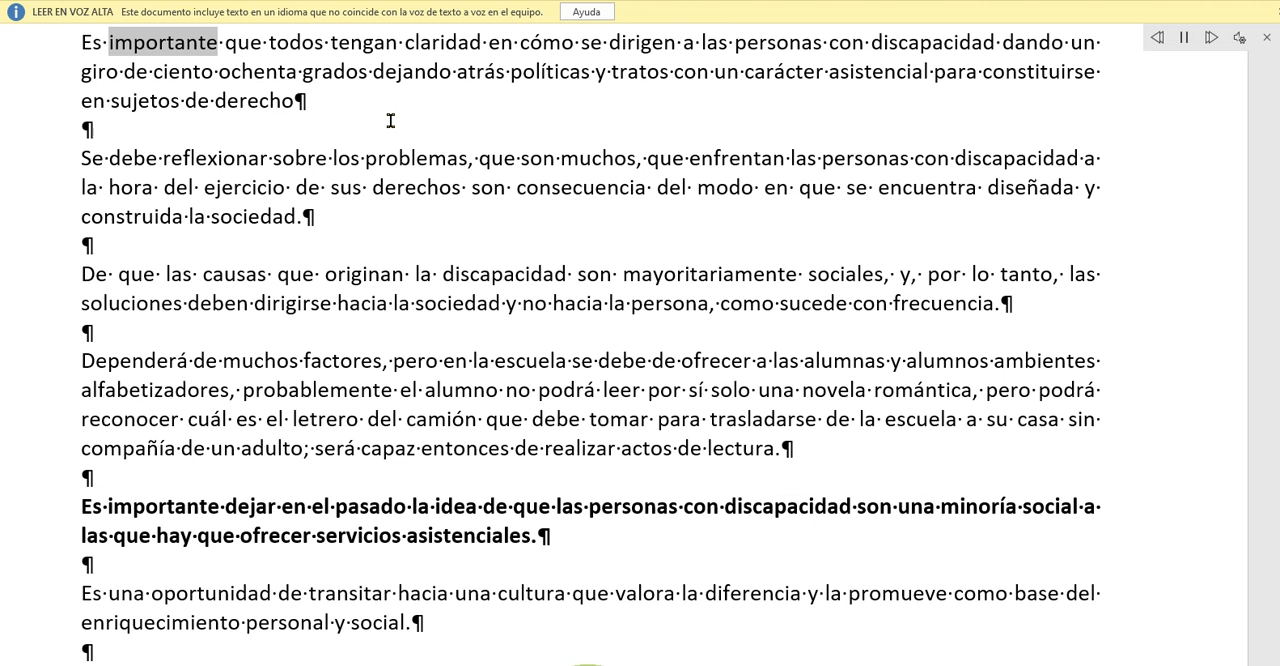 LEER EN VOZ ALTA Este documento incluye texto en un idioma que no coincide con la voz de texto a voz en el equipo. Ayuda
Es importante que todos tengan claridad en cómo se dirigen a las personas con discapacidad dando un
giro de ciento ochenta grados dejando atrás políticas y tratos con un carácter asistencial para constituirse
en sujetos de derecho¶
¶
Se debe reflexionar sobre los problemas, que son muchos, que enfrentan las personas con discapacidad a
la hora del ejercicio de sus derechos son consecuencia del modo en que se encuentra diseñada y
construida la sociedad.¶
¶
De que las causas que originan la discapacidad son mayoritariamente sociales, y, por lo tanto, las
soluciones deben dirigirse hacia la sociedad y no hacia la persona, como sucede con frecuencia.¶
¶
Dependerá de muchos factores, pero en la escuela se debe de ofrecer a las alumnas y alumnos ambientes
alfabetizadores, probablemente el alumno no podrá leer por sí solo una novela romántica, pero podrá
reconocer cuál es el letrero del camión que debe tomar para trasladarse de la escuela a su casa sin
compañía de un adulto; será capaz entonces de realizar actos de lectura.¶
¶
Es importante dejar en el pasado la idea de que las personas con discapacidad son una minoría social a
las que hay que ofrecer servicios asistenciales.¶
¶
Es una oportunidad de transitar hacia una cultura que valora la diferencia y la promueve como base del
enriquecimiento personal y social.¶
¶